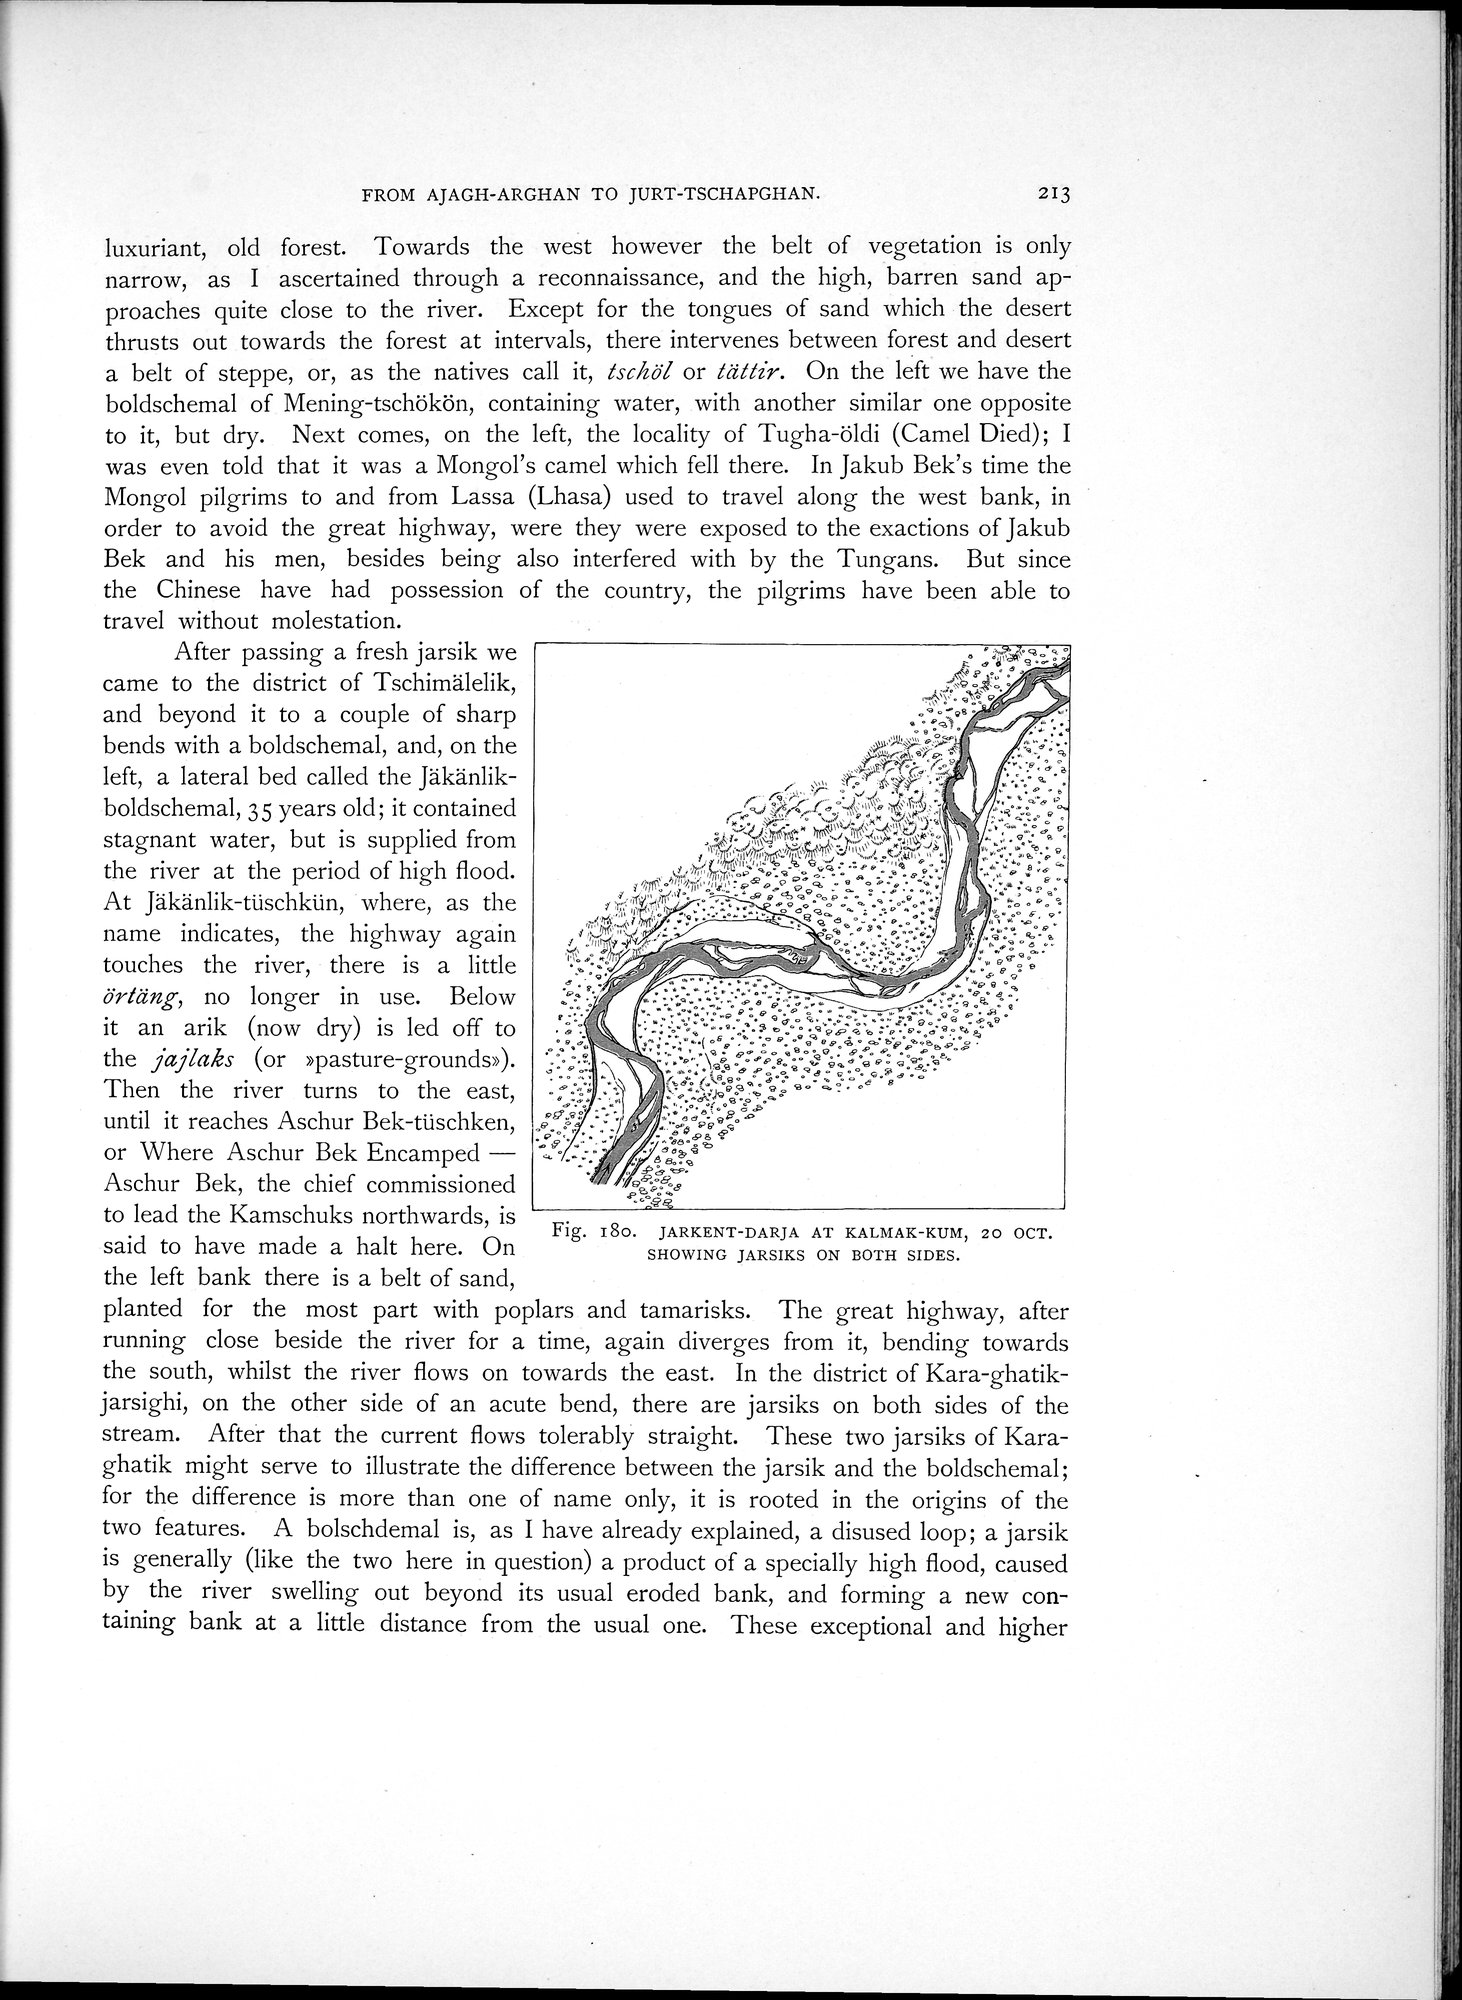 FROM AJAGH-ARGHAN TO JURT-TSCHAPGHAN. 213
luxuriant, old forest. Towards the west however the belt of vegetation is only
narrow, as I ascertained through a reconnaissance, and the high, barren sand ap-
proaches quite close to the river. Except for the tongues of sand which the desert
thrusts out towards the forest at intervals, there intervenes between forest and desert
a belt of steppe, or, as the natives call it, tschöl or tättir. On the left we have the
boldschemal of Mening-tschökön, containing water, with another similar one opposite
to it, but dry. Next comes, on the left, the locality of Tugha-öldi (Camel Died); I
was even told that it was a Mongol's camel which fell there. In Jakub Bek's time the
Mongol pilgrims to and from Lassa (Lhasa) used to travel along the west bank, in
order to avoid the great highway, were they were exposed to the exactions of Jakub
Bek and his men, besides being also interfered with by the Tungans. But since
the Chinese have had possession of the country, the pilgrims have been able to
travel without molestation.
After passing a fresh jarsik we
came to the district of Tschimälelik,
and beyond it to a couple of sharp
bends with a boldschemal, and, on the
left, a lateral bed called the Jäkänlik-
boldschemal, 35 years old; it contained
stagnant water, but is supplied from
the river at the period of high flood.
At Jäkänlik-tüschkün, where, as the
name indicates, the highway again
touches the river, there is a little
örtäng, no longer in use. Below
it an arik (now dry) is led off to
the jajlaks (or »pasture-grounds»).
Then the river turns to the east,
until it reaches Aschur Bek-tüschken,
or Where Aschur Bek Encamped —
Aschur Bek, the chief commissioned
to lead the Kamschuks northwards, is
said to have made a halt here. On
the left bank there is a belt of sand,
Fig. 180. JARKENT-DARJA AT KALMAK-KUM, 20 OCT.
SHOWING JARSIKS ON BOTH SIDES.
planted for the most part with poplars and tamarisks. The great highway, after
running close beside the river for a time, again diverges from it, bending towards
the south, whilst the river flows on towards the east. In the district of Kara-ghatik-
jarsighi, on the other side of an acute bend, there are jarsiks on both sides of the
stream. After that the current flows tolerably straight. These two jarsiks of Kara-
ghatik might serve to illustrate the difference between the jarsik and the boldschemal;
for the difference is more than one of name only, it is rooted in the origins of the
two features. A bolschdemal is, as I have already explained, a disused loop; a jarsik
is generally (like the two here in question) a product of a specially high flood, caused
by the river swelling out beyond its usual eroded bank, and forming a new con-
taining bank at a little distance from the usual one. These exceptional and higher